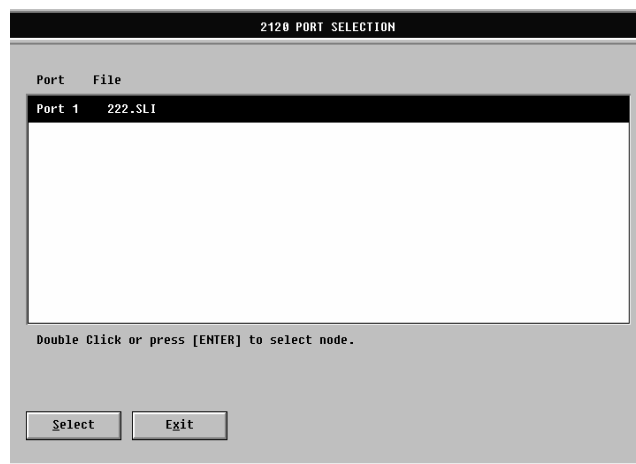 2120 PORT SELECTION
Port File
Port 1 222.SLI
Double Click or press [ENTER] to select node.
Select Exit